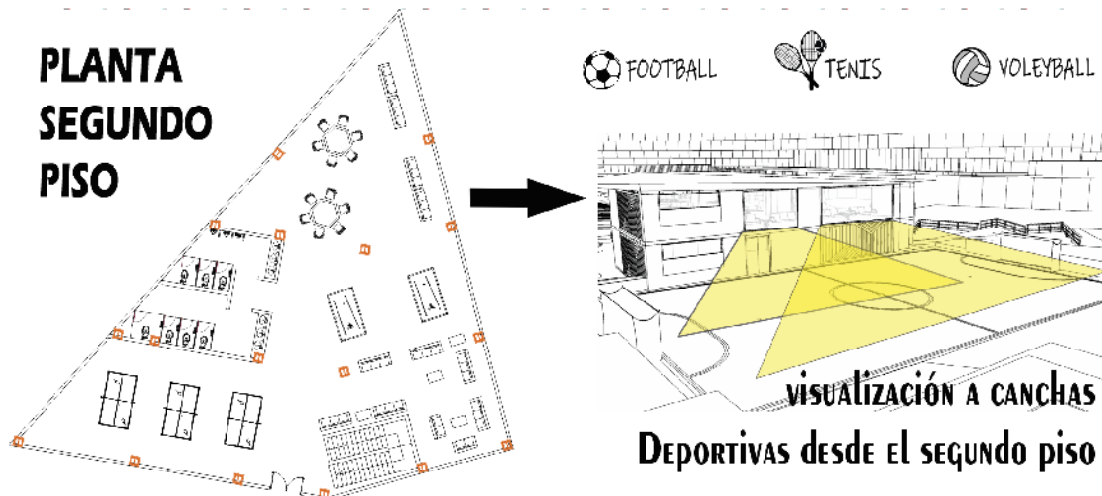 PLANTA
SEGUNDO
PISO
FOOTBALL
TENIS
VOLEYBALL
VISUALIZACIÓN A CANCHAS
DEPORTIVAS DESDE EL SEGUNDO PISO